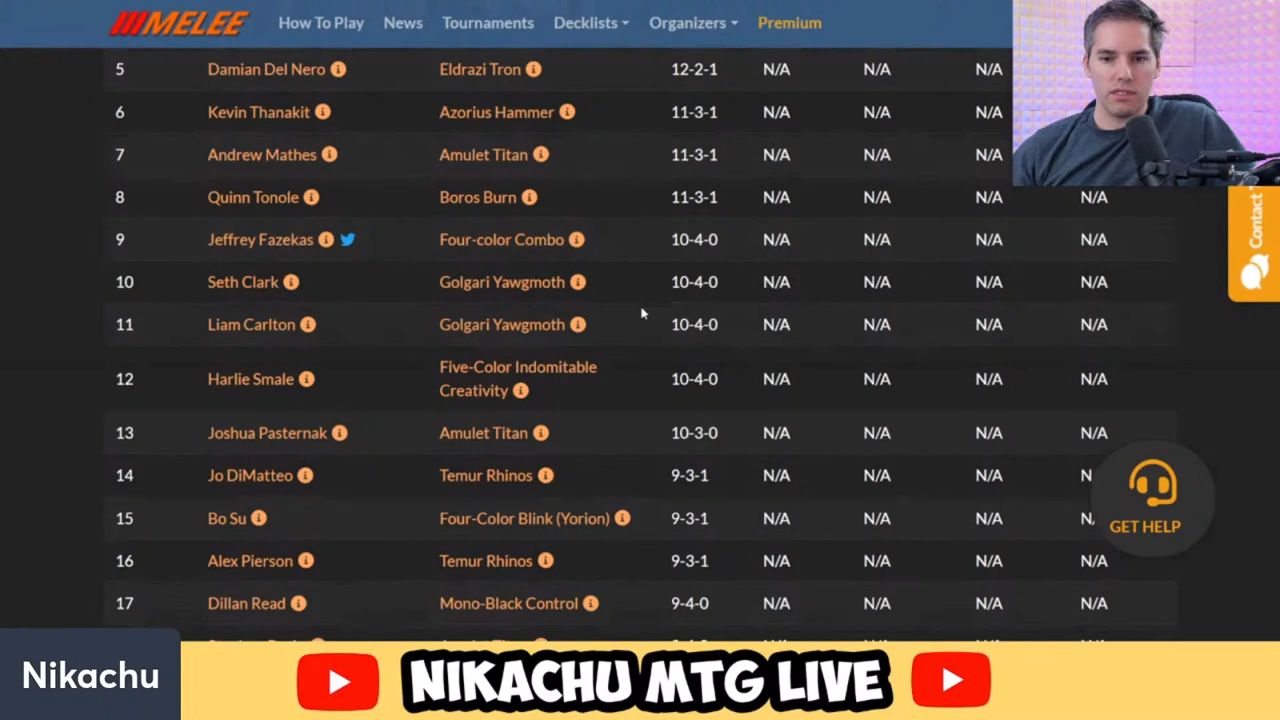 MELEE How To Play News Tournaments Decklists Organizers Premium
5 Damian Del Nero Eldrazi Tron 12-2-1 N/A N/A N/A
6 Kevin Thanakit Azorius Hammer 11-3-1 N/A N/A N/A
7 Andrew Mathes Amulet Titan 11-3-1 N/A N/A N/A
8 Quinn Tonole Boros Burn 11-3-1 N/A N/A N/A N/A
Contact
9 Jeffrey Fazekas Four-color Combo 10-4-0 N/A N/A N/A N/A
10 Seth Clark Golgari Yawgmoth 10-4-0 N/A N/A N/A N/A
11 Liam Carlton Golgari Yawgmoth 10-4-0 N/A N/A N/A N/A
12 Harlie Smale Five-Color Indomitable
Creativity 10-4-0 N/A N/A N/A N/A
13 Joshua Pasternak Amulet Titan 10-3-0 N/A N/A N/A N/A
14 Jo DiMatteo Temur Rhinos 9-3-1 N/A N/A N/A
15 Bo Su Four-Color Blink (Yorion) 9-3-1 N/A N/A N/A
GET HELP
16 Alex Pierson Temur Rhinos 9-3-1 N/A N/A N/A N/A
17 Dillan Read Mono-Black Control 9-4-0 N/A N/A N/A N/A
Nikachu
NIKACHU MTG LIVE